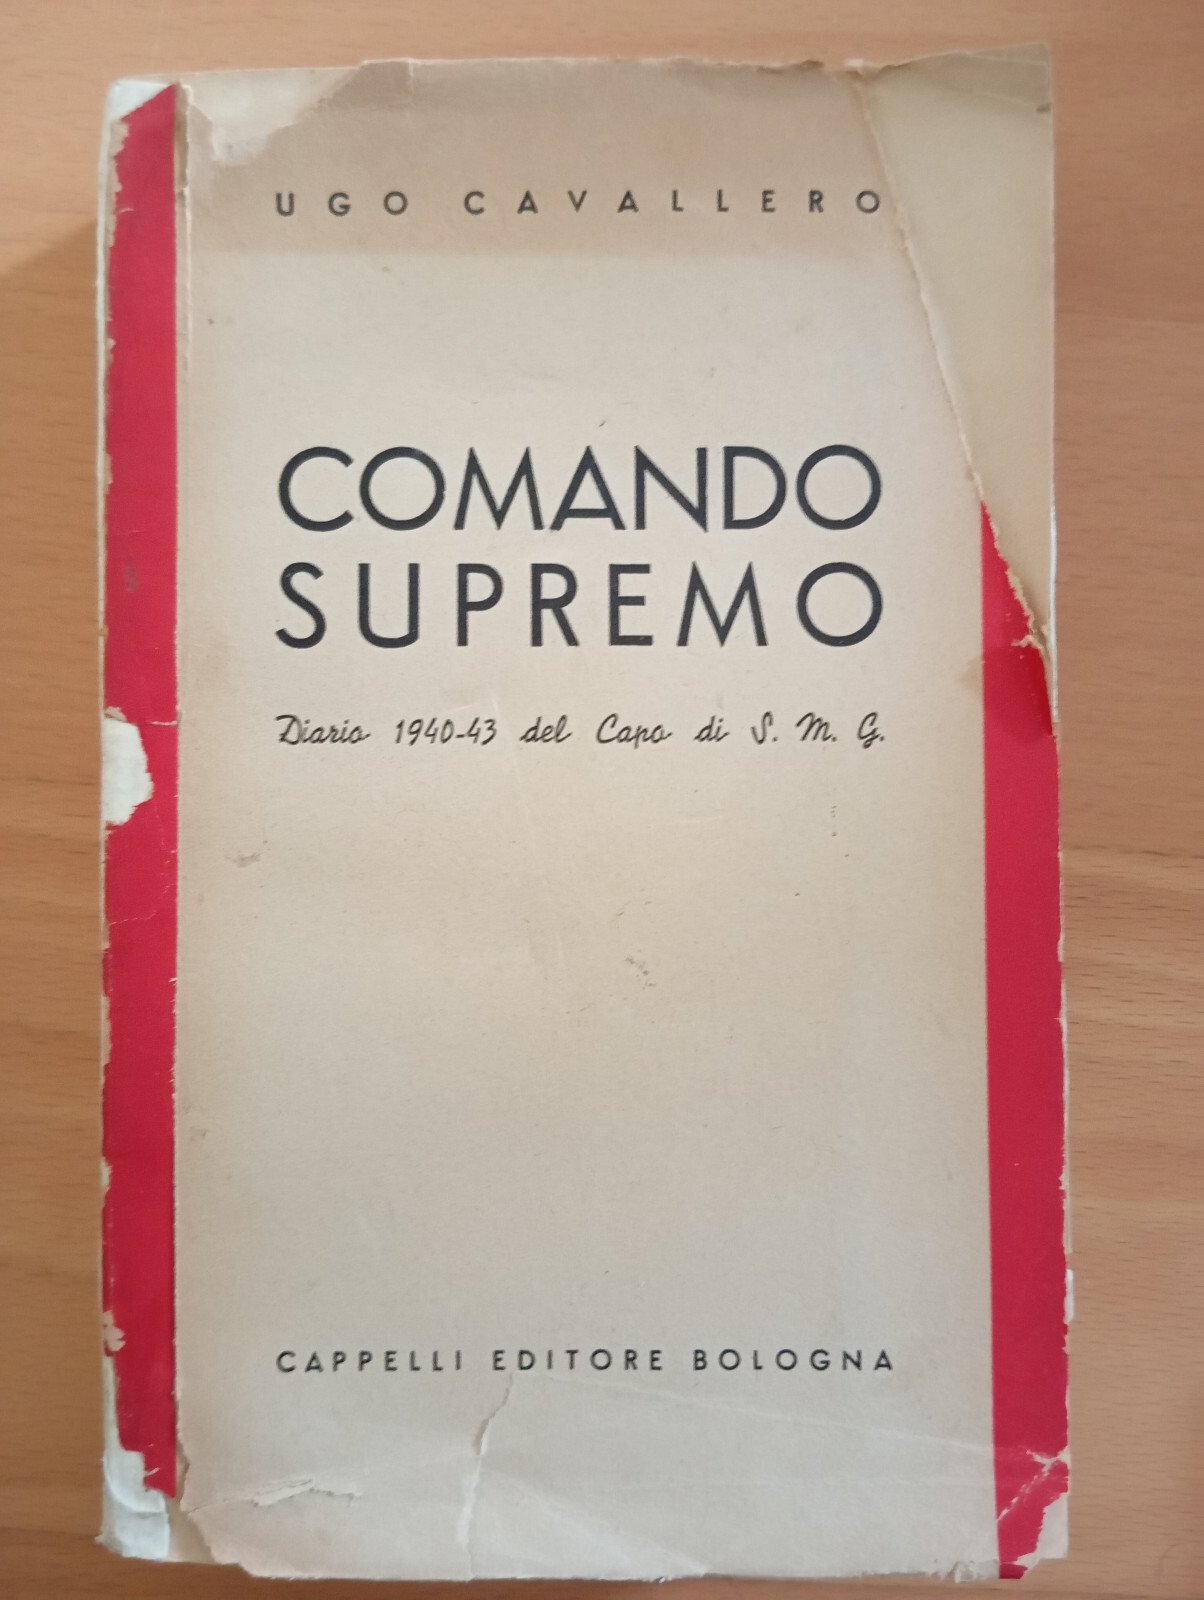 UGO CAVALLERO
COMANDO
SUPREMO
Diario 1940-43 del Capo di S. M. G.
CAPPELLI EDITORE BOLOGNA